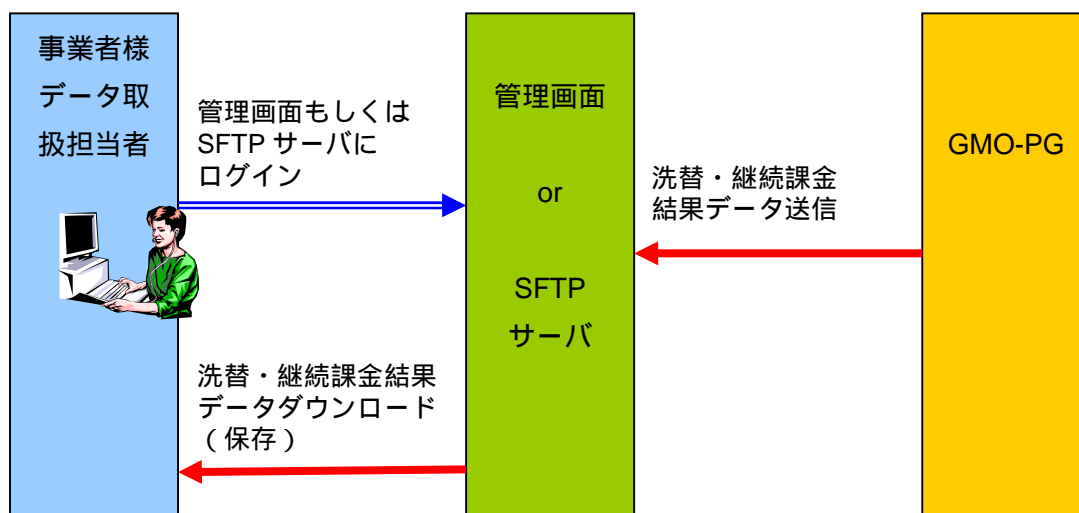 事業者様
データ取
扱担当者
管理画面もしくは
SFTP サーバに
ログイン
管理画面
or
SFTP
サーバ
GMO-PG
洗替・継続課金
結果データ送信
洗替・継続課金結果
データダウンロード
（保存）